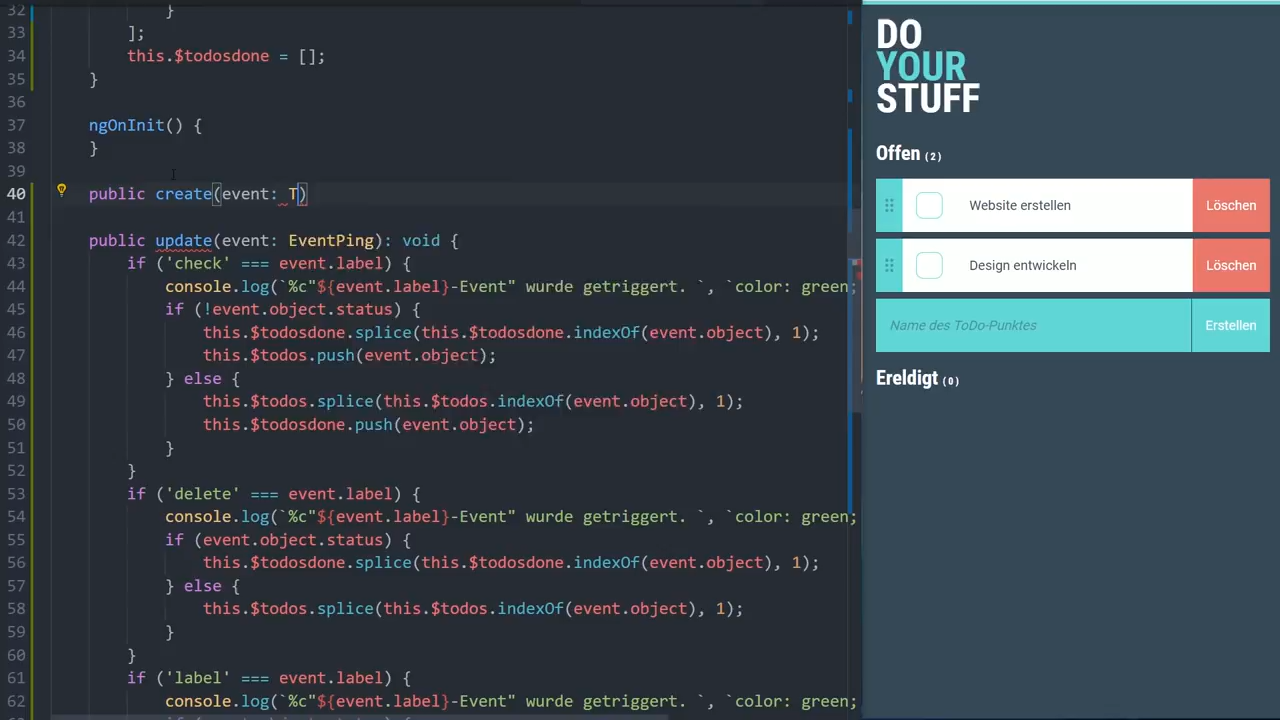 32 }
33 ];
34 this.$todosdone = [];
35 }
36
37 ngOnInit() {
38 }
39
40 public create(event: T)
41
42 public update(event: EventPing): void {
43 if ('check' === event.label) {
44 console.log(`%c"${event.label}-Event" wurde getriggert. `, `color: green;
45 if (!event.object.status) {
46 this.$todosdone.splice(this.$todosdone.indexOf(event.object), 1);
47 this.$todos.push(event.object);
48 } else {
49 this.$todos.splice(this.$todos.indexOf(event.object), 1);
50 this.$todosdone.push(event.object);
51 }
52 }
53 if ('delete' === event.label) {
54 console.log(`%c"${event.label}-Event" wurde getriggert. `, `color: green;
55 if (event.object.status) {
56 this.$todosdone.splice(this.$todosdone.indexOf(event.object), 1);
57 } else {
58 this.$todos.splice(this.$todos.indexOf(event.object), 1);
59 }
60 }
61 if ('label' === event.label) {
62 console.log(`%c"${event.label}-Event" wurde getriggert. `, `color: green;
DO
YOUR
STUFF
Offen (2)
Website erstellen Löschen
Design entwickeln Löschen
Name des ToDo-Punktes Erstellen
Ereldigt (0)